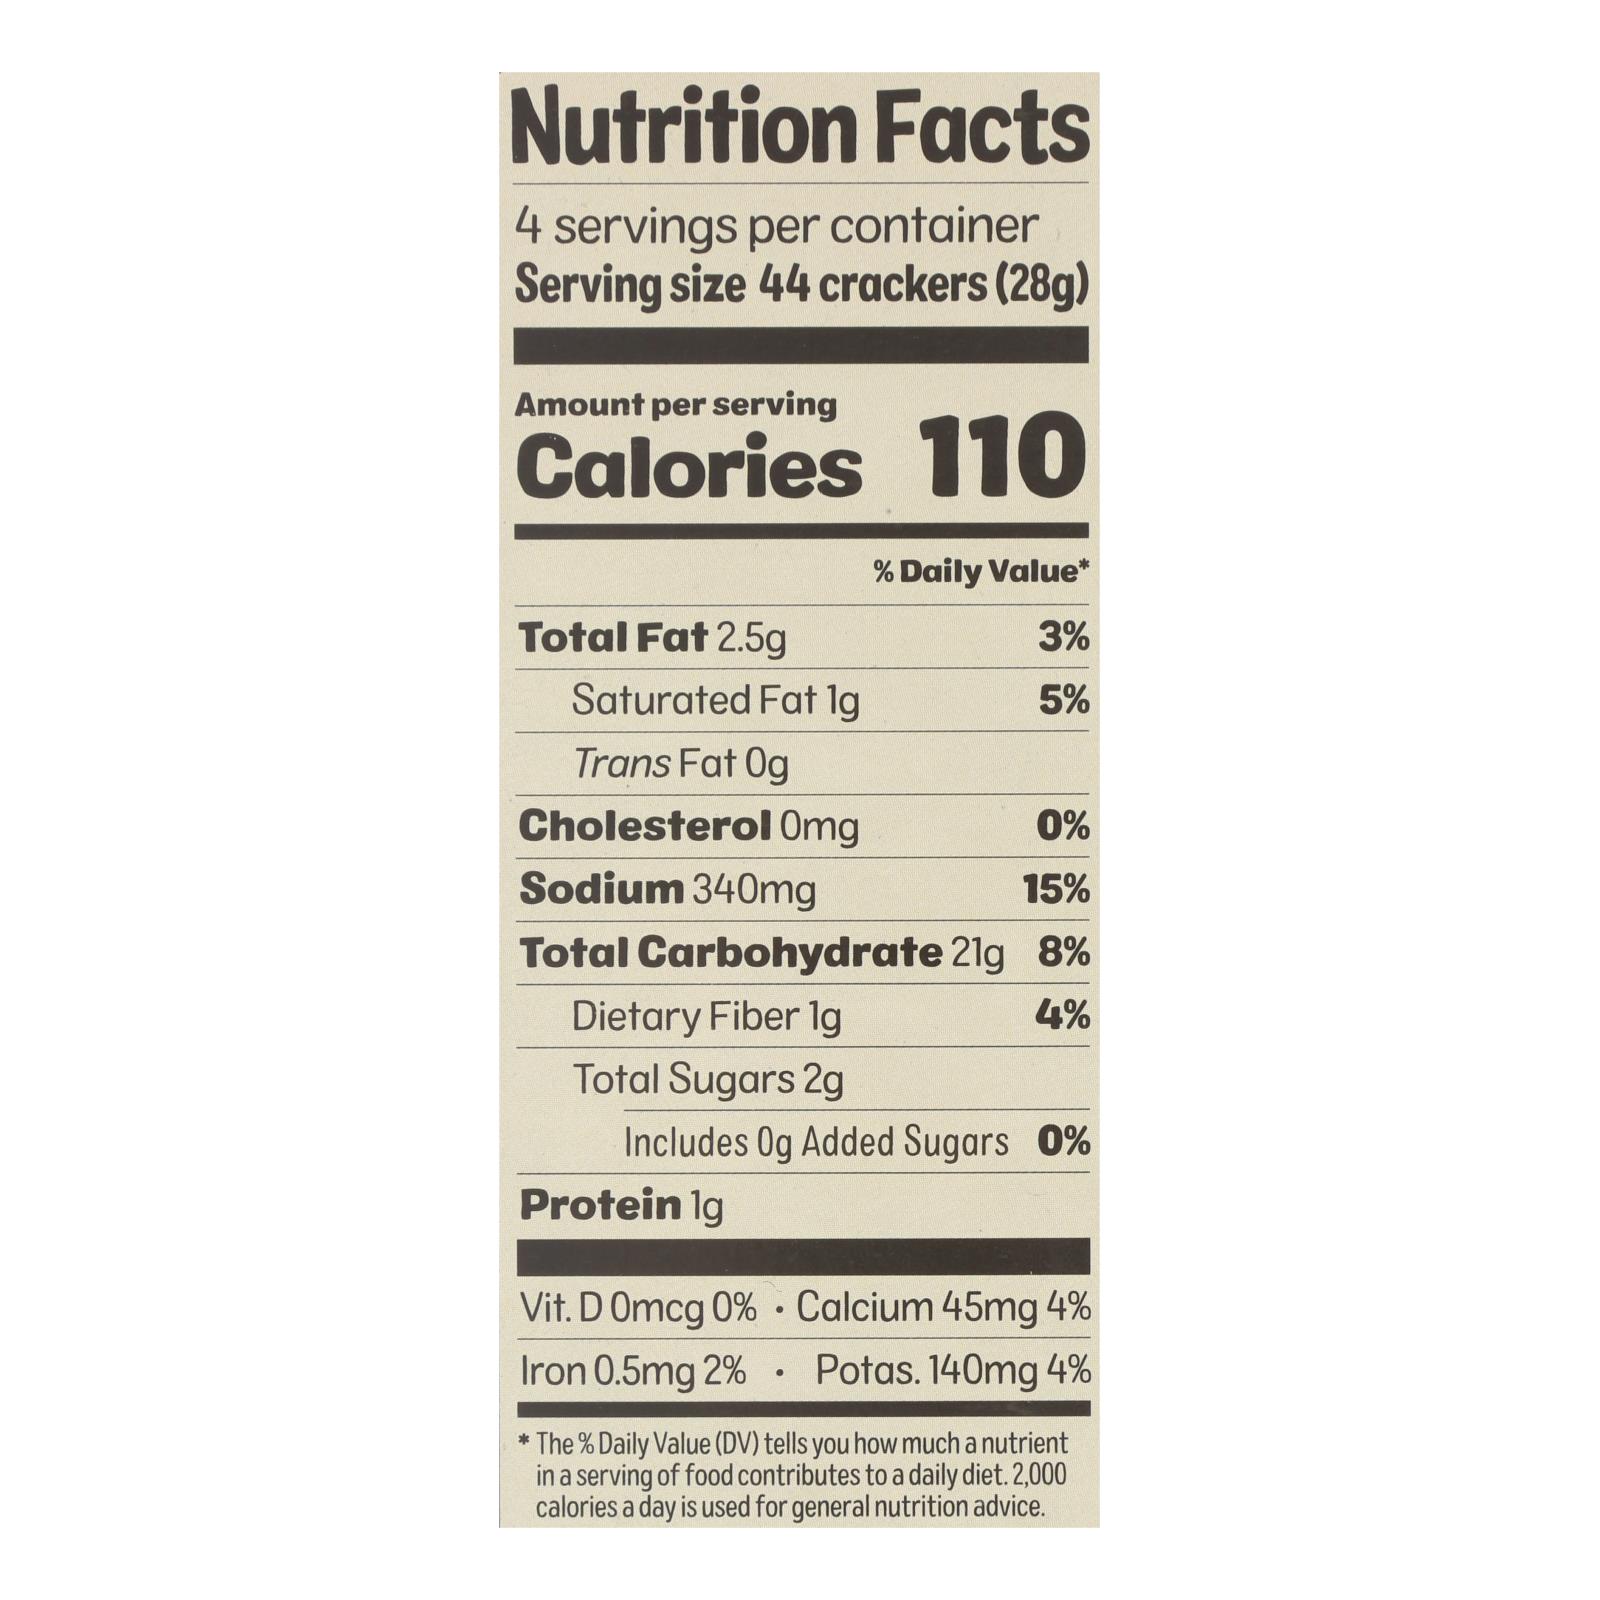 Nutrition Facts
4 servings per container
Serving size 44 crackers (28g)
Amount per serving
Calories 110
% Daily Value*
Total Fat 2.5g 3%
Saturated Fat 1g 5%
Trans Fat 0g
Cholesterol 0mg 0%
Sodium 340mg 15%
Total Carbohydrate 21g 8%
Dietary Fiber 1g 4%
Total Sugars 2g
Includes 0g Added Sugars 0%
Protein 1g
Vit. D 0mcg 0% • Calcium 45mg 4%
Iron 0.5mg 2% • Potas. 140mg 4%
* The % Daily Value (DV) tells you how much a nutrient
in a serving of food contributes to a daily diet. 2,000
calories a day is used for general nutrition advice.